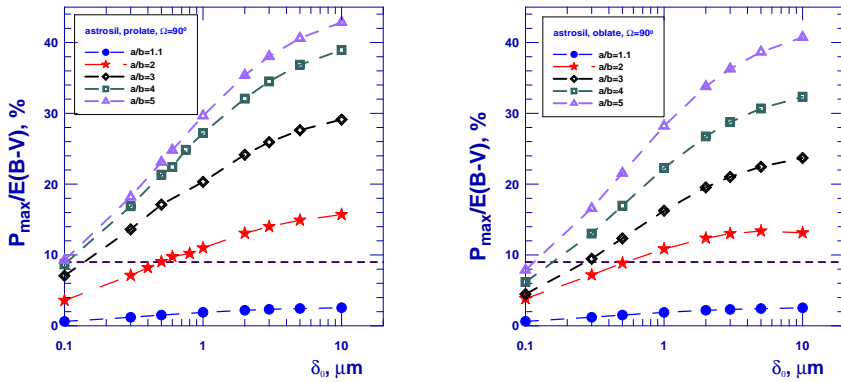 astrosil, prolate, Ω=90⁰
a/b=1.1
a/b=2
a/b=3
a/b=4
a/b=5
P_max/E(B-V), %
40
30
20
10
0
0.1 1 10
δ₀, μm
astrosil, oblate, Ω=90⁰
a/b=1.1
a/b=2
a/b=3
a/b=4
a/b=5
P_max/E(B-V), %
40
30
20
10
0
0.1 1 10
δ₀, μm